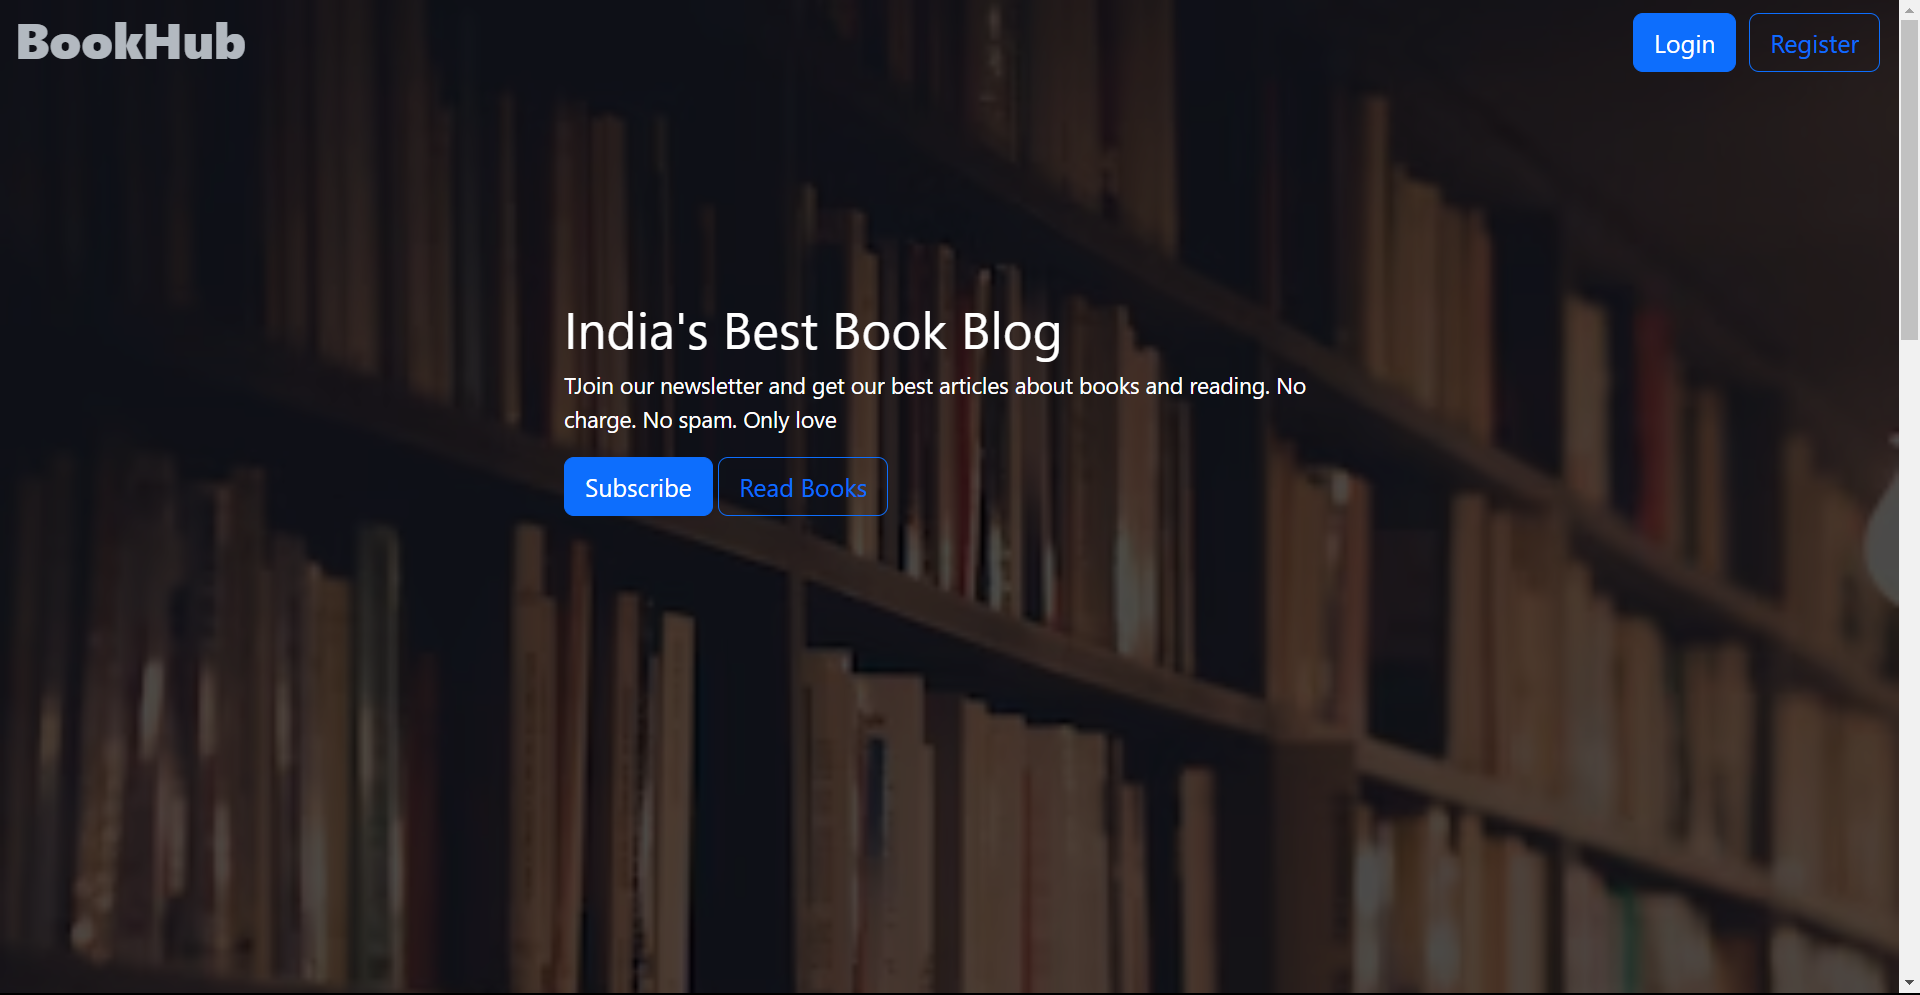 BookHub
Login
Register
India's Best Book Blog
TJoin our newsletter and get our best articles about books and reading. No
charge. No spam. Only love
Subscribe
Read Books